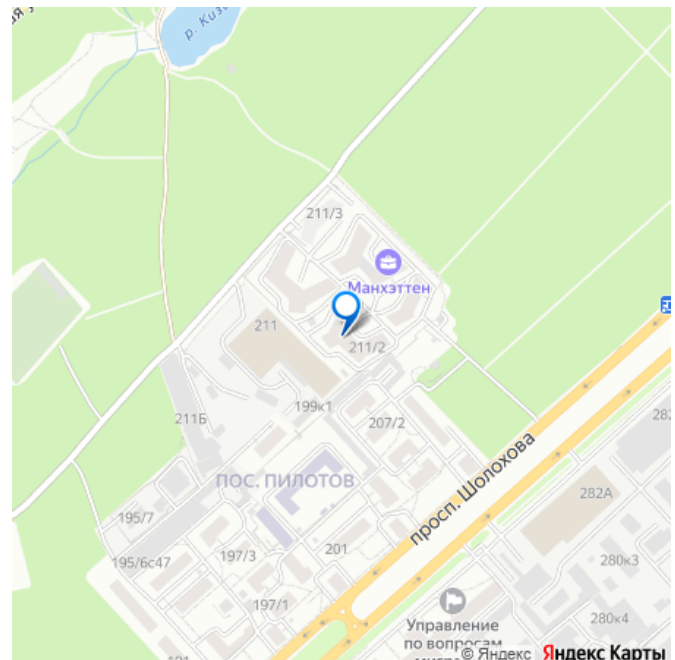 р. Киз
211/3
Манхэттен
211
211/2
199к1
211Б
207/2
282
ПОС. ПИЛОТОВ
просп. Шолохова
282А
195/7
195/6с47
197/3
201
280к3
197/1
280к4
Управление
по вопросам
© Яндекс Яндекс Карты